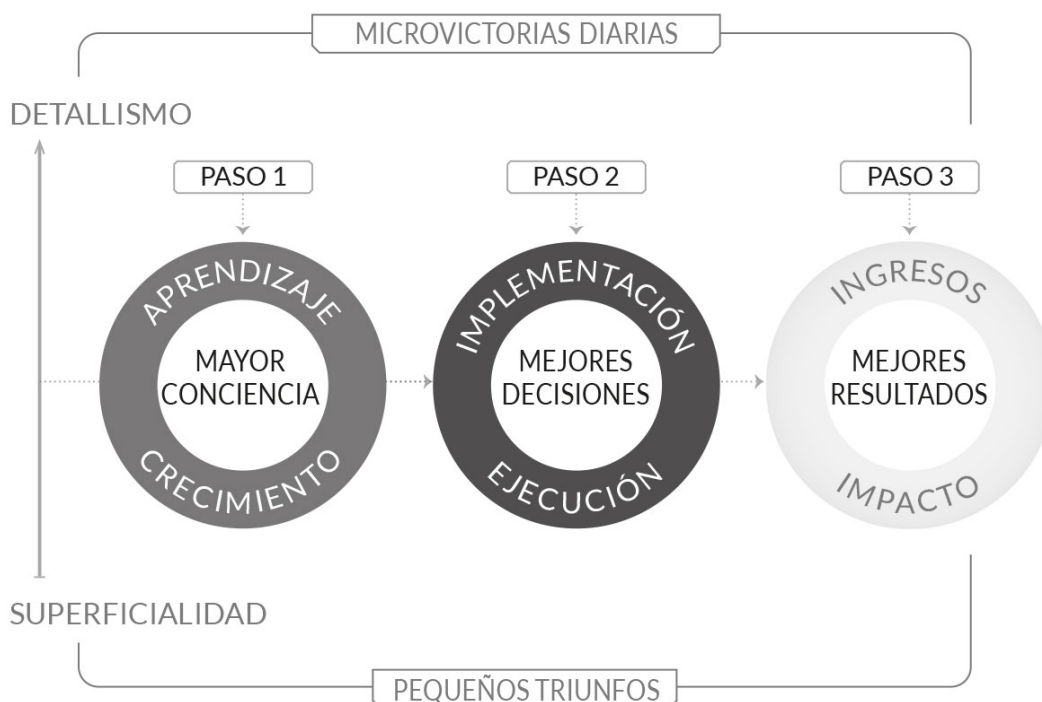 MICROVICTORIAS DIARIAS
DETALLISMO
PASO 1
PASO 2
PASO 3
APRENDIZAJE
MAYOR
CONCIENCIA
CRECIMIENTO
IMPLEMENTACIÓN
MEJORES
DECISIONES
EJECUCIÓN
INGRESOS
MEJORES
RESULTADOS
IMPACTO
SUPERFICIALIDAD
PEQUEÑOS TRIUNFOS